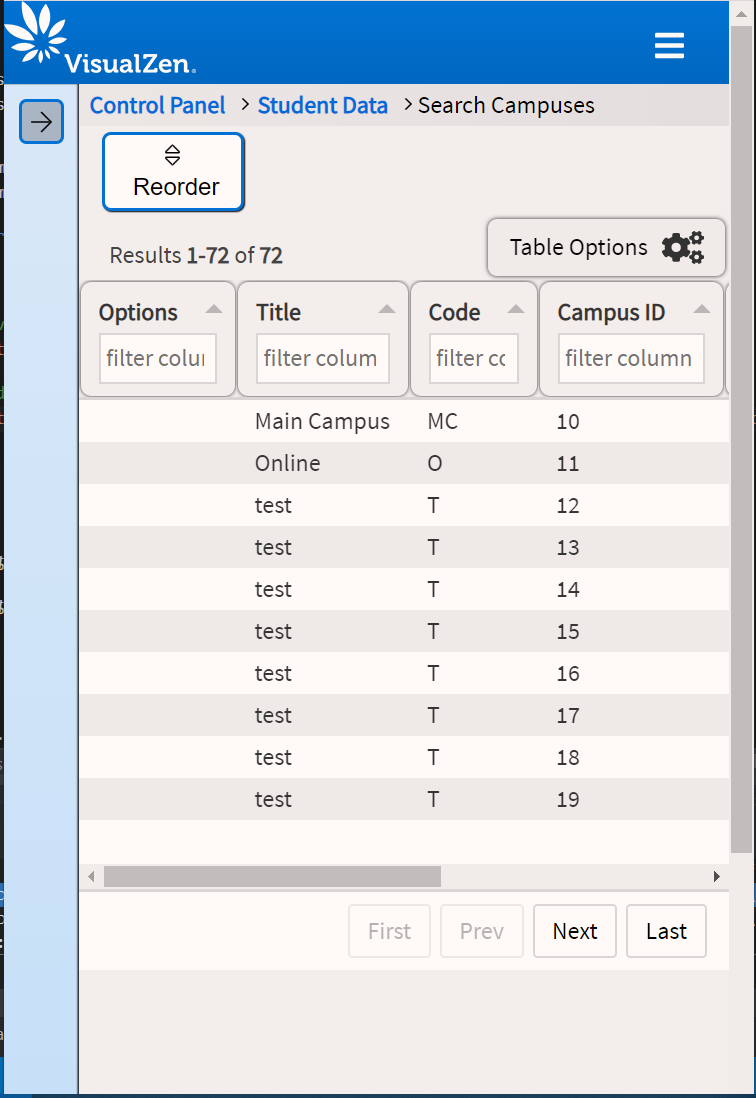 VisualZen.
Control Panel > Student Data > Search Campuses
Reorder
Table Options
Results 1-72 of 72
Options Title Code Campus ID
filter colum filter colum filter cc filter column
Main Campus MC 10
Online O 11
test T 12
test T 13
test T 14
test T 15
test T 16
test T 17
test T 18
test T 19
First Prev Next Last